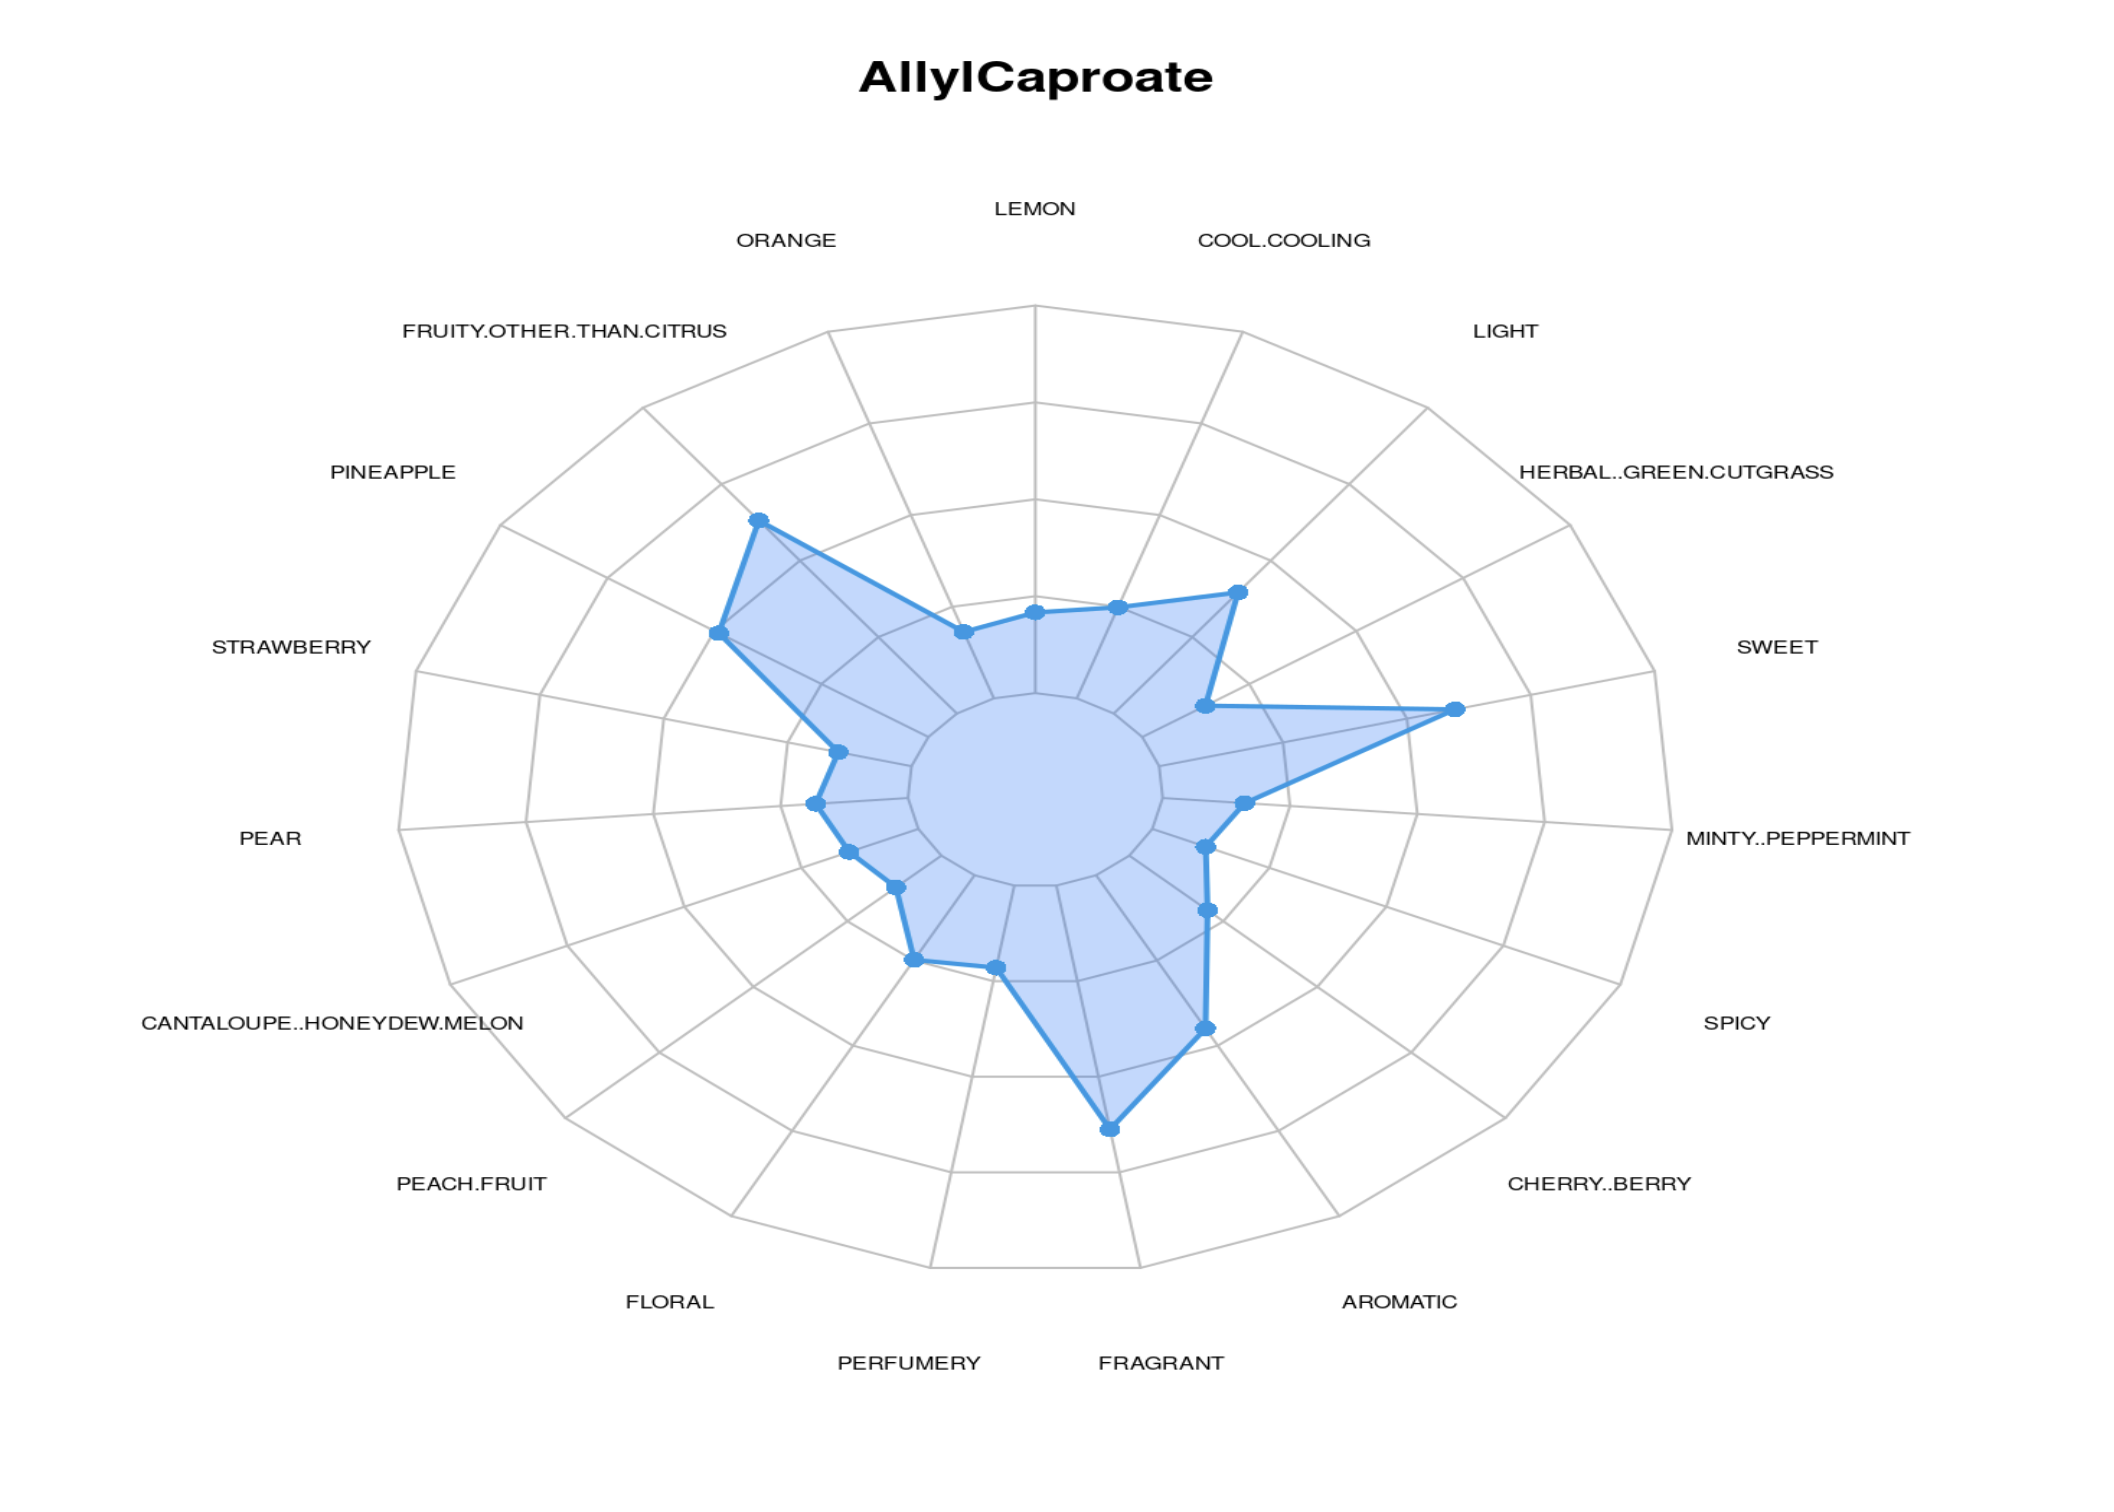 AllylCaproate
LEMON
ORANGE
COOL.COOLING
FRUITY.OTHER.THAN.CITRUS
LIGHT
PINEAPPLE
HERBAL..GREEN.CUTGRASS
STRAWBERRY
SWEET
PEAR
MINTY..PEPPERMINT
CANTALOUPE..HONEYDEW.MELON
SPICY
PEACH.FRUIT
CHERRY..BERRY
FLORAL
AROMATIC
PERFUMERY
FRAGRANT